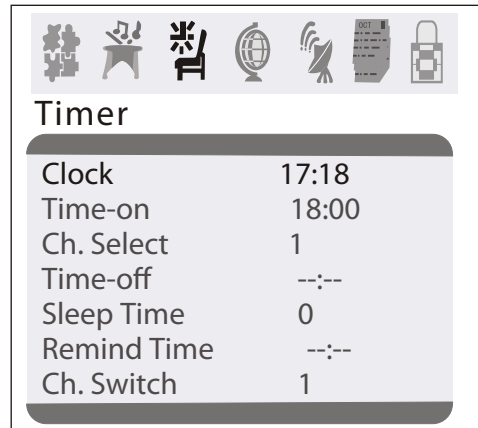 OCT
Timer
Clock 17:18
Time-on 18:00
Ch. Select 1
Time-off --:--
Sleep Time 0
Remind Time --:--
Ch. Switch 1